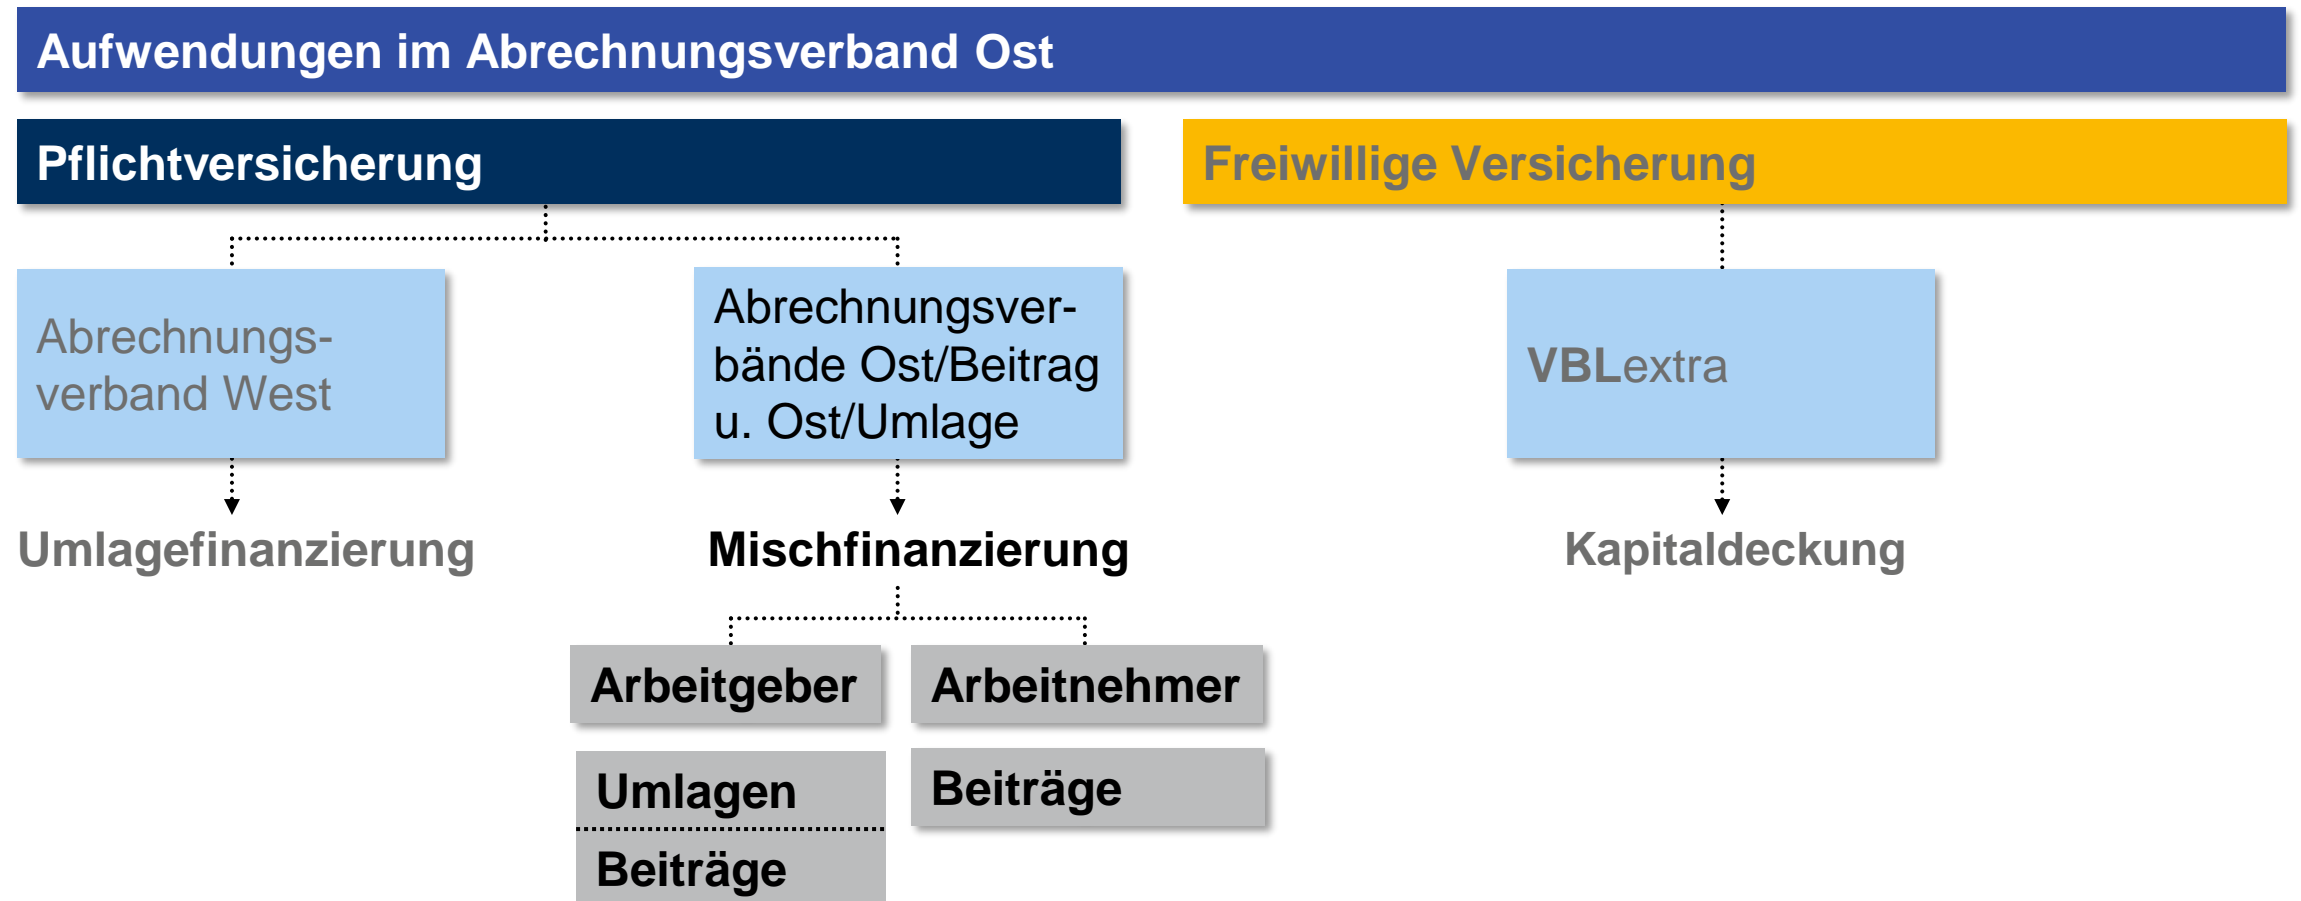 Aufwendungen im Abrechnungsverband Ost
Pflichtversicherung
Freiwillige Versicherung
Abrechnungs-
verband West
Abrechnungsver-
bände Ost/Beitrag
u. Ost/Umlage
VBLextra
Umlagefinanzierung
Mischfinanzierung
Kapitaldeckung
Arbeitgeber
Arbeitnehmer
Umlagen
Beiträge
Beiträge